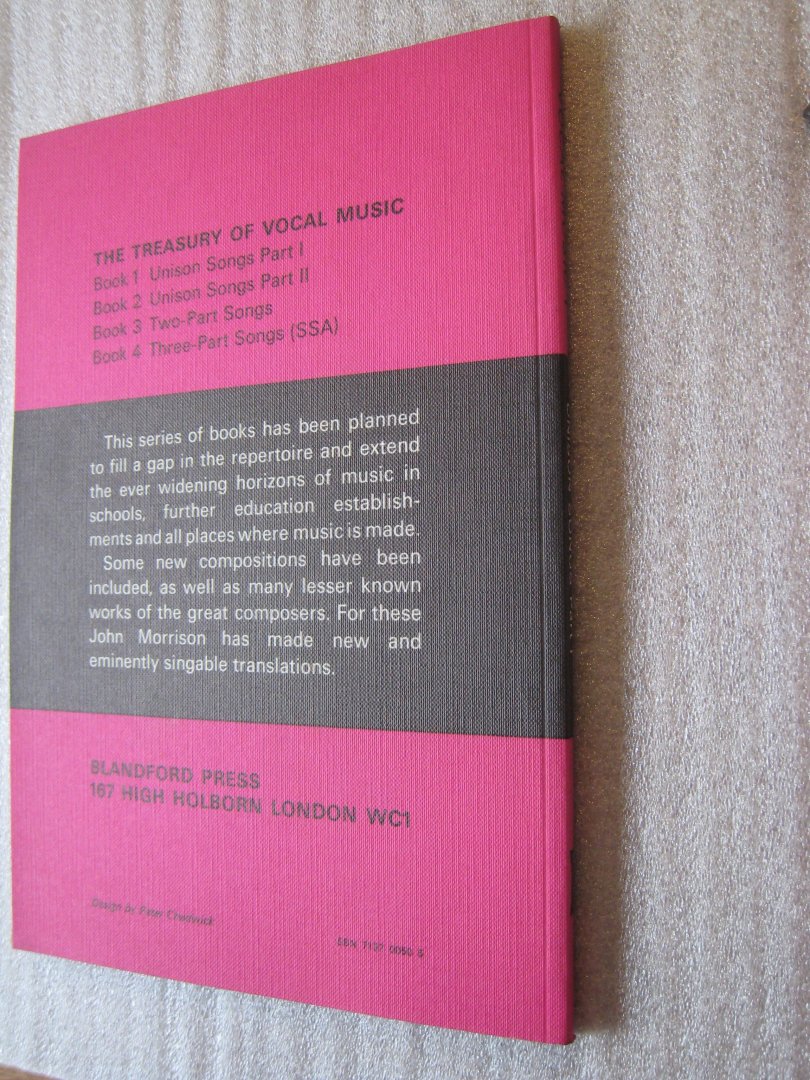 THE TREASURY OF VOCAL MUSIC
Book 1 Unison Songs Part I
Book 2 Unison Songs Part II
Book 3 Two-Part Songs
Book 4 Three-Part Songs (SSA)
This series of books has been planned
to fill a gap in the repertoire and extend
the ever widening horizons of music in
schools, further education establish-
ments and all places where music is made.
Some new compositions have been
included, as well as many lesser known
works of the great composers. For these
John Morrison has made new and
eminently singable translations.
BLANDFORD PRESS
167 HIGH HOLBORN LONDON WC1
Design by Peter Chadwick
SBN 7137 0050 5